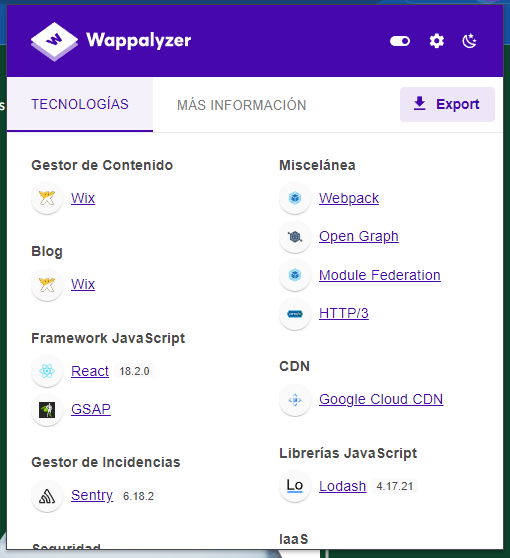 Wappalyzer
TECNOLOGÍAS
MÁS INFORMACIÓN
Export
Gestor de Contenido
Wix
Blog
Wix
Framework JavaScript
React 18.2.0
GSAP
Gestor de Incidencias
Sentry 6.18.2
Seguridad
Miscelánea
Webpack
Open Graph
Module Federation
HTTP/3
CDN
Google Cloud CDN
Librerías JavaScript
Lo
Lodash 4.17.21
IaaS